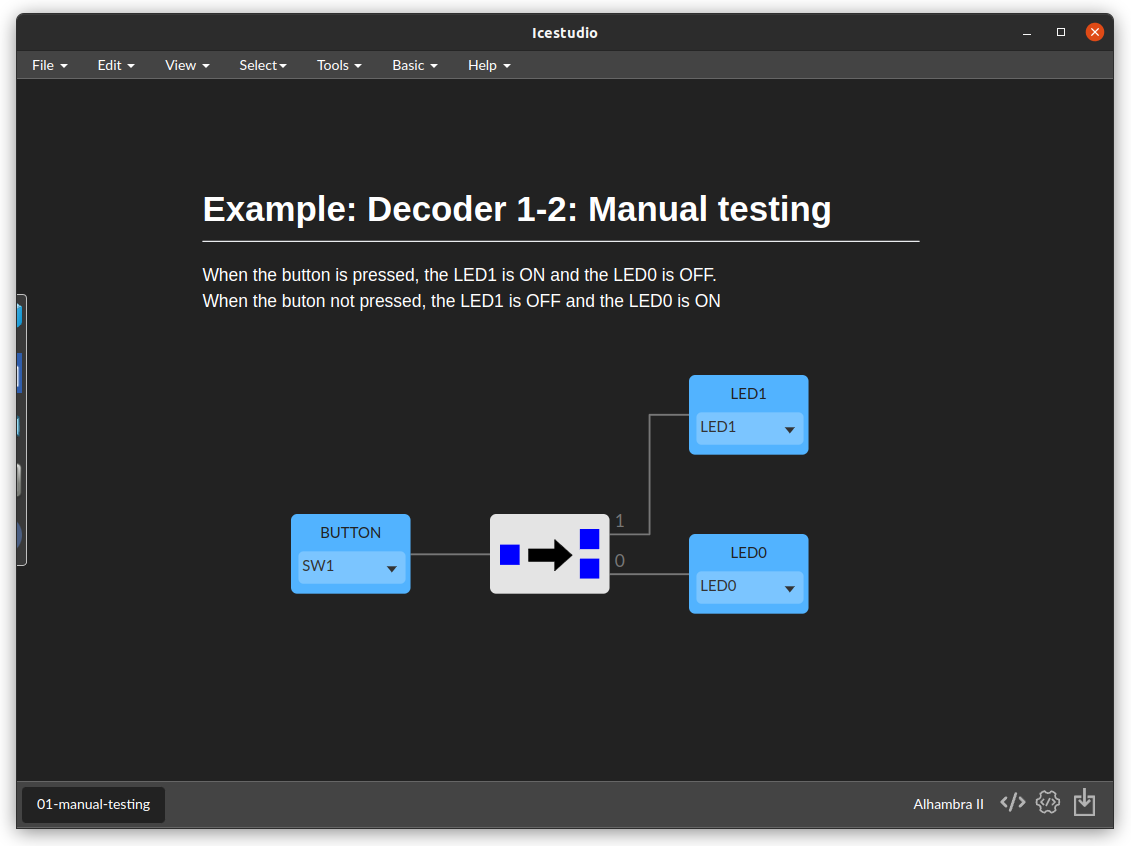 Icestudio
File Edit View Select Tools Basic Help
Example: Decoder 1-2: Manual testing
When the button is pressed, the LED1 is ON and the LED0 is OFF.
When the buton not pressed, the LED1 is OFF and the LED0 is ON
LED1
LED1
BUTTON
SW1
1
0
LED0
LED0
01-manual-testing
Alhambra II